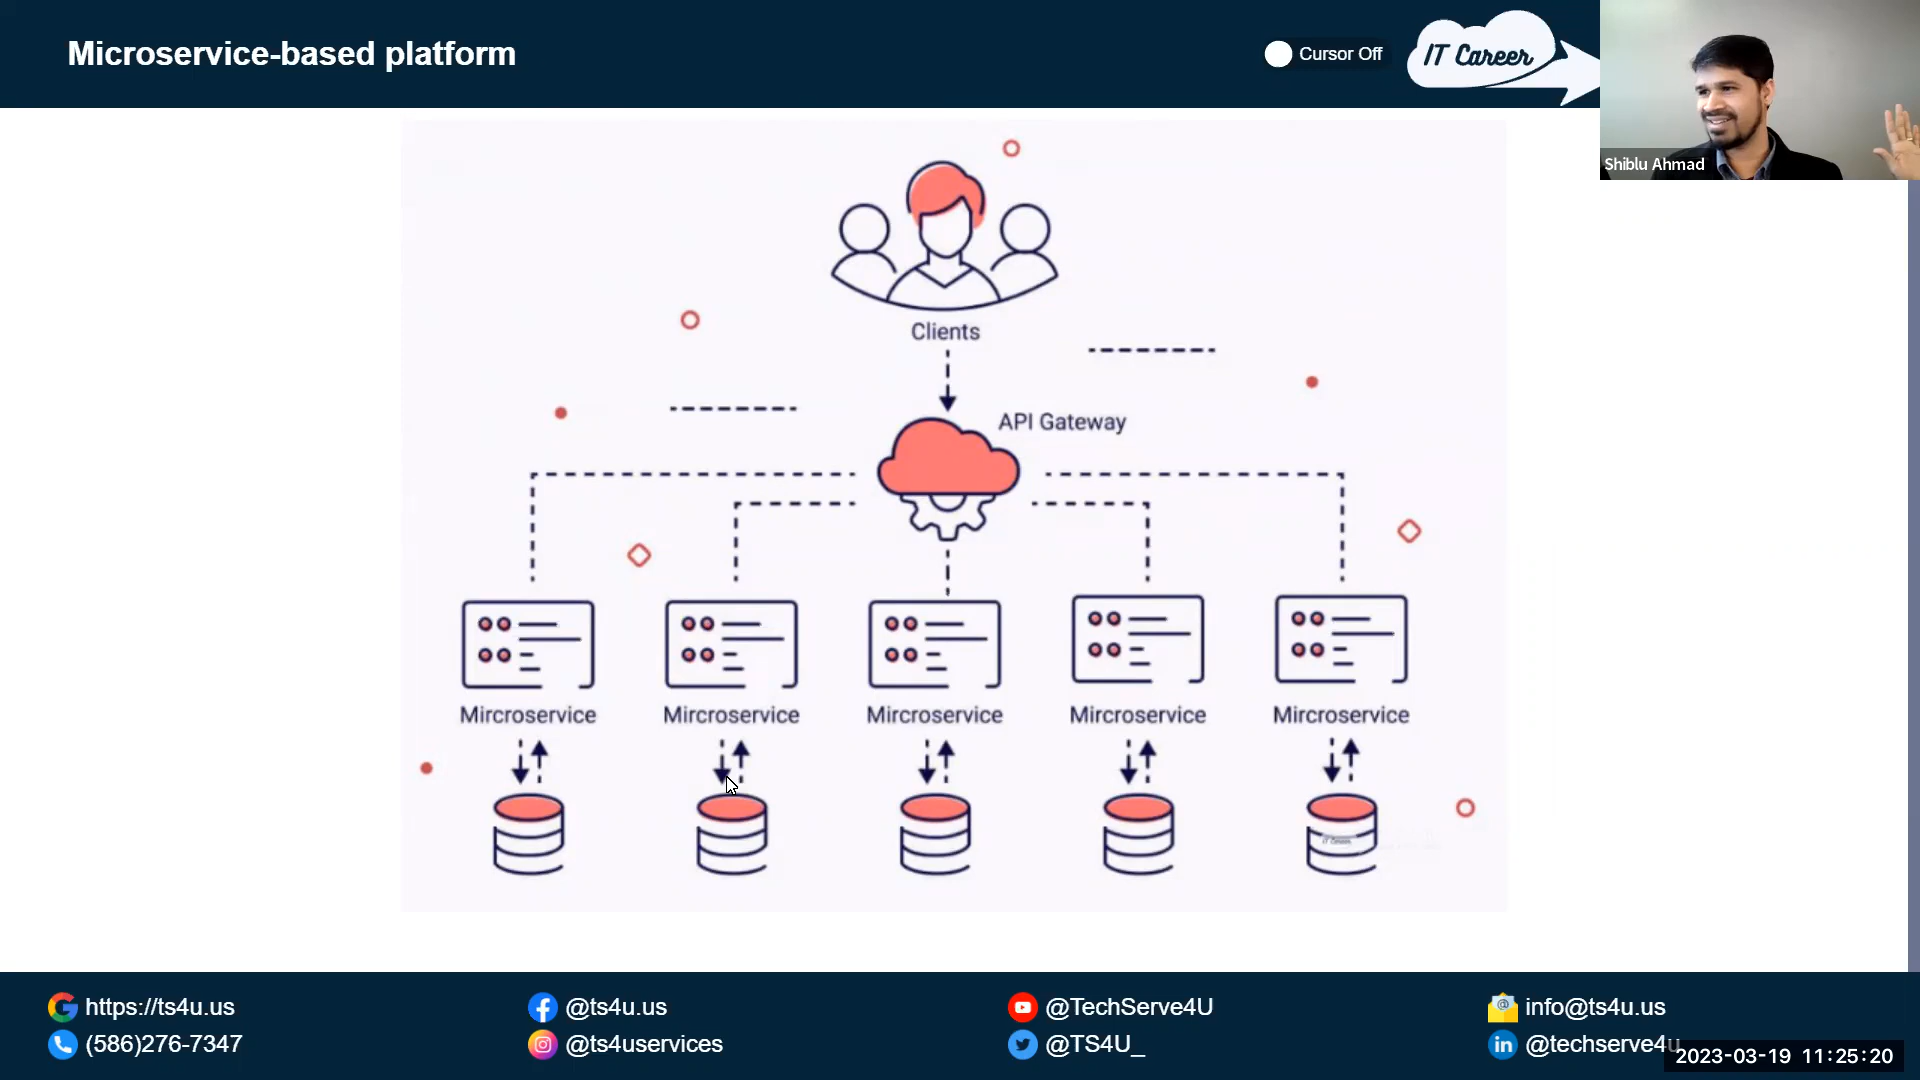 Microservice-based platform
Cursor Off
IT Career
Shiblu Ahmad
Clients
API Gateway
Mircroservice
Mircroservice
Mircroservice
Mircroservice
Mircroservice
IT Career
https://ts4u.us
@ts4u.us
@TechServe4U
info@ts4u.us
(586)276-7347
@ts4uservices
@TS4U_
@techserve4u
2023-03-19 11:25:20